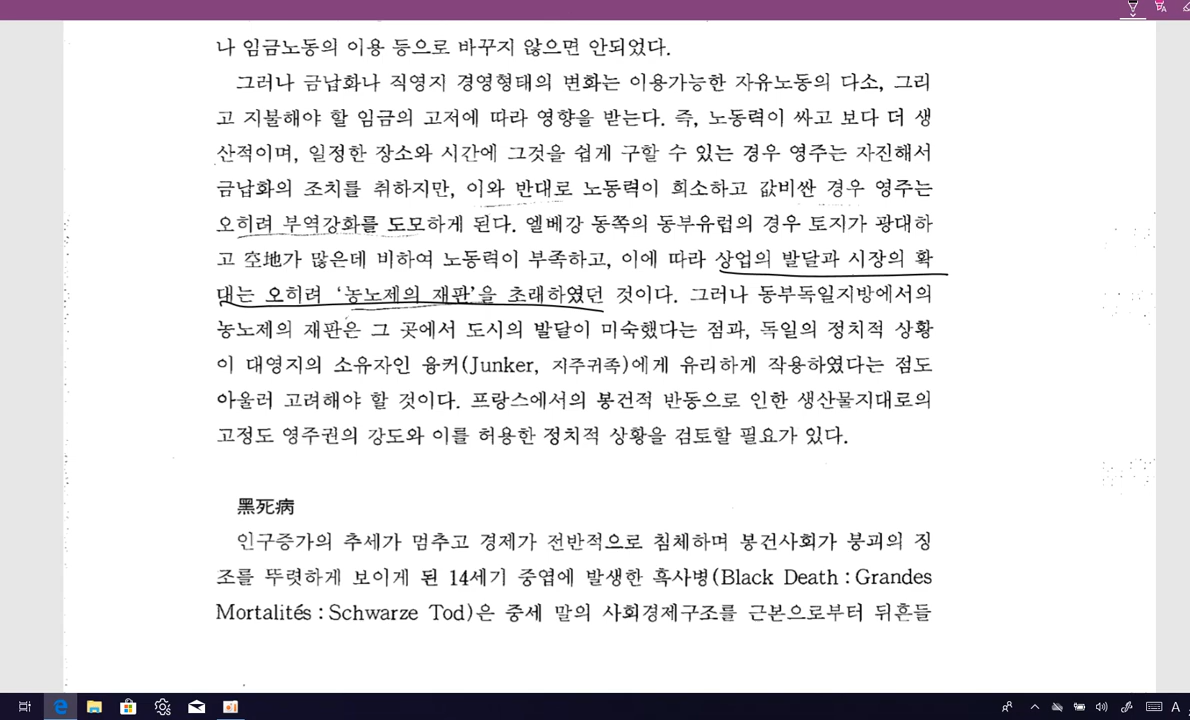 나 임금노동의 이용 등으로 바꾸지 않으면 안되었다.
그러나 금납화나 직영지 경영형태의 변화는 이용가능한 자유노동의 다소, 그리
고 지불해야 할 임금의 고저에 따라 영향을 받는다. 즉, 노동력이 싸고 보다 더 생
산적이며, 일정한 장소와 시간에 그것을 쉽게 구할 수 있는 경우 영주는 자진해서
금납화의 조치를 취하지만, 이와 반대로 노동력이 희소하고 값비싼 경우 영주는
오히려 부역강화를 도모하게 된다. 엘베강 동쪽의 동부유럽의 경우 토지가 광대하
고 空地가 많은데 비하여 노동력이 부족하고, 이에 따라 상업의 발달과 시장의 확
대는 오히려 ‘농노제의 재판’을 초래하였던 것이다. 그러나 동부독일지방에서의
농노제의 재판은 그 곳에서 도시의 발달이 미숙했다는 점과, 독일의 정치적 상황
이 대영지의 소유자인 융커(Junker, 지주귀족)에게 유리하게 작용하였다는 점도
아울러 고려해야 할 것이다. 프랑스에서의 봉건적 반동으로 인한 생산물지대로의
고정도 영주권의 강도와 이를 허용한 정치적 상황을 검토할 필요가 있다.
黑死病
인구증가의 추세가 멈추고 경제가 전반적으로 침체하며 봉건사회가 붕괴의 징
조를 뚜렷하게 보이게 된 14세기 중엽에 발생한 흑사병(Black Death : Grandes
Mortalités : Schwarze Tod)은 중세 말의 사회경제구조를 근본으로부터 뒤흔들
A